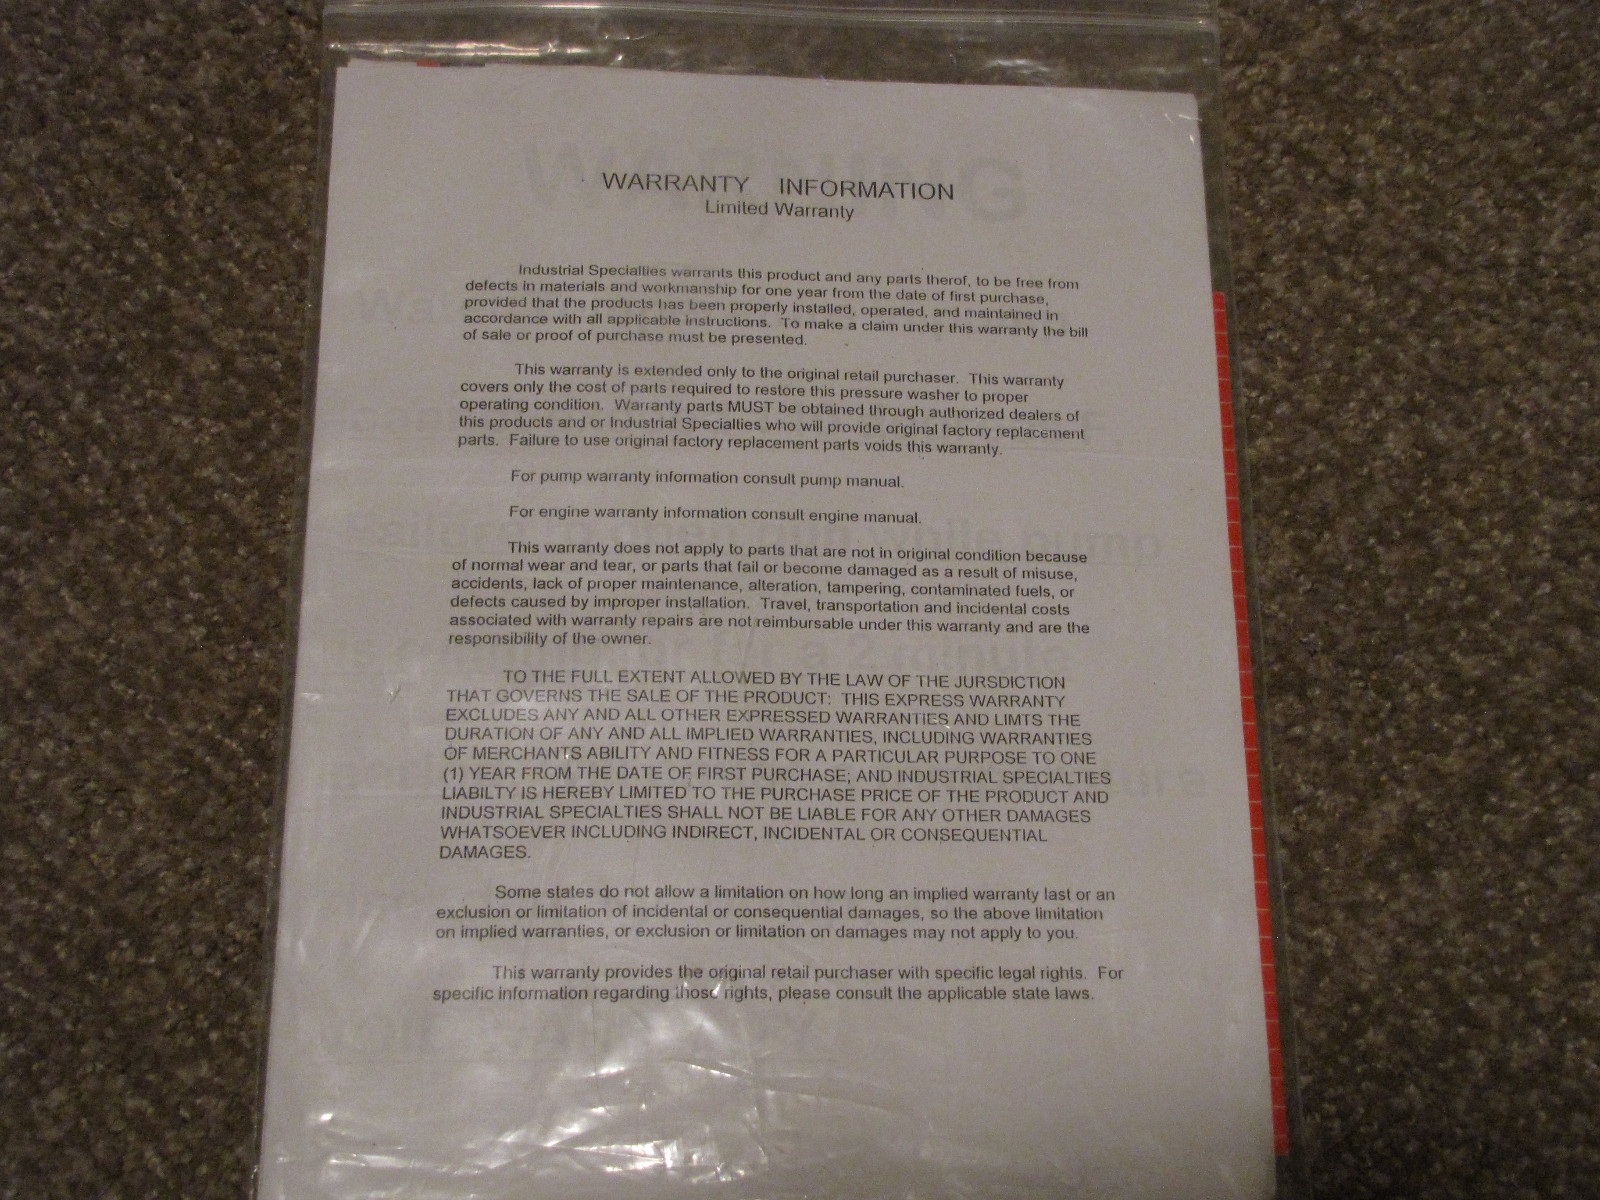 WARRANTY INFORMATION
Limited Warranty
Industrial Specialties warrants this product and any parts therof, to be free from
defects in materials and workmanship for one year from the date of first purchase,
provided that the products has been properly installed, operated, and maintained in
accordance with all applicable instructions. To make a claim under this warranty the bill
of sale or proof of purchase must be presented.
This warranty is extended only to the original retail purchaser. This warranty
covers only the cost of parts required to restore this pressure washer to proper
operating condition. Warranty parts MUST be obtained through authorized dealers of
this products and or Industrial Specialties who will provide original factory replacement
parts. Failure to use original factory replacement parts voids this warranty.
For pump warranty information consult pump manual.
For engine warranty information consult engine manual.
This warranty does not apply to parts that are not in original condition because
of normal wear and tear, or parts that fail or become damaged as a result of misuse,
accidents, lack of proper maintenance, alteration, tampering, contaminated fuels, or
defects caused by improper installation. Travel, transportation and incidental costs
associated with warranty repairs are not reimbursable under this warranty and are the
responsibility of the owner.
TO THE FULL EXTENT ALLOWED BY THE LAW OF THE JURSDICTION
THAT GOVERNS THE SALE OF THE PRODUCT: THIS EXPRESS WARRANTY
EXCLUDES ANY AND ALL OTHER EXPRESSED WARRANTIES AND LIMTS THE
DURATION OF ANY AND ALL IMPLIED WARRANTIES, INCLUDING WARRANTIES
OF MERCHANTS ABILITY AND FITNESS FOR A PARTICULAR PURPOSE TO ONE
(1) YEAR FROM THE DATE OF FIRST PURCHASE; AND INDUSTRIAL SPECIALTIES
LIABILTY IS HEREBY LIMITED TO THE PURCHASE PRICE OF THE PRODUCT AND
INDUSTRIAL SPECIALTIES SHALL NOT BE LIABLE FOR ANY OTHER DAMAGES
WHATSOEVER INCLUDING INDIRECT, INCIDENTAL OR CONSEQUENTIAL
DAMAGES.
Some states do not allow a limitation on how long an implied warranty last or an
exclusion or limitation of incidental or consequential damages, so the above limitation
on implied warranties, or exclusion or limitation on damages may not apply to you.
This warranty provides the original retail purchaser with specific legal rights. For
specific information regarding those rights, please consult the applicable state laws.